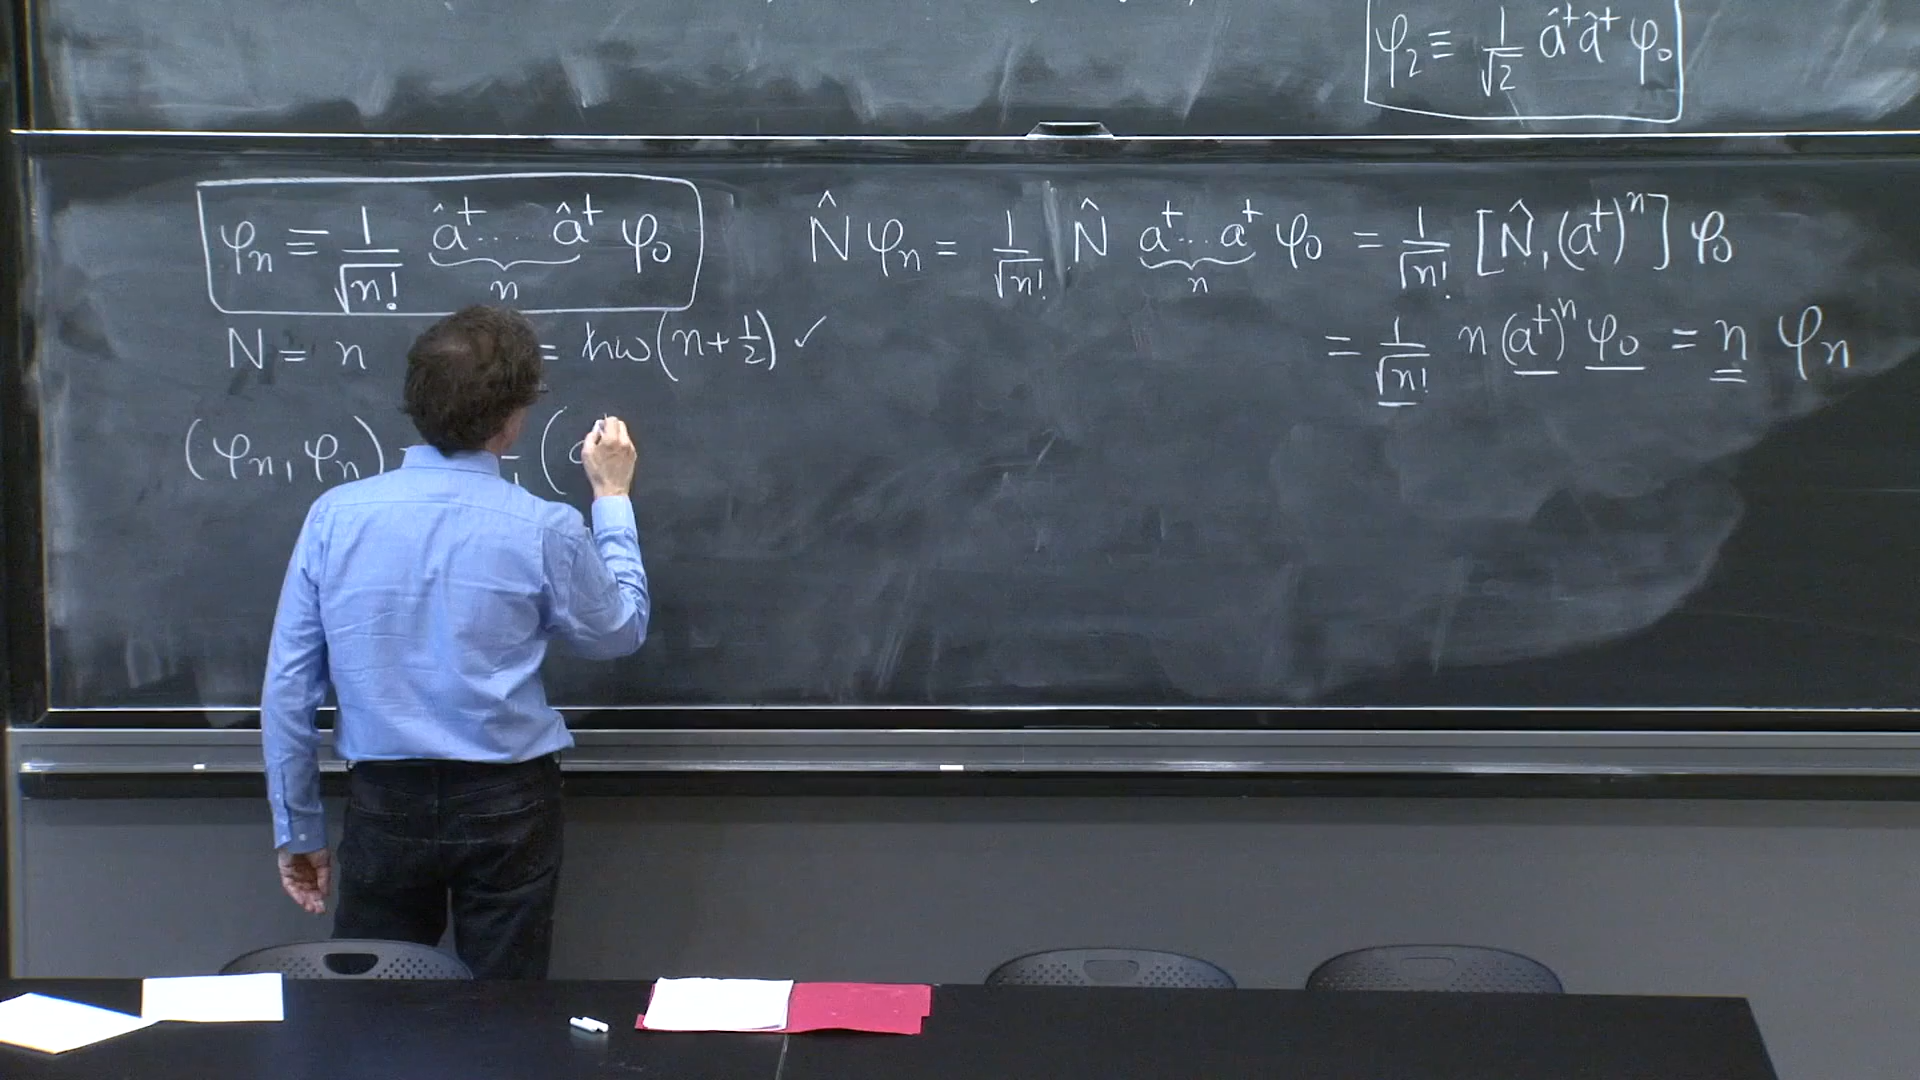 φ₂ ≡ 1/√2 â†â† φ₀
φₙ ≡ 1/√n! â† .... â† φ₀
n
N̂ φₙ = 1/√n! N̂ a† ... a† φ₀ = 1/√n! [N̂, (a†)ⁿ] φ₀
n
N = n = ħω(n + 1/2) ✓
= 1/√n! n (a†)ⁿ φ₀ = n φₙ
(φₙ, φₙ) (